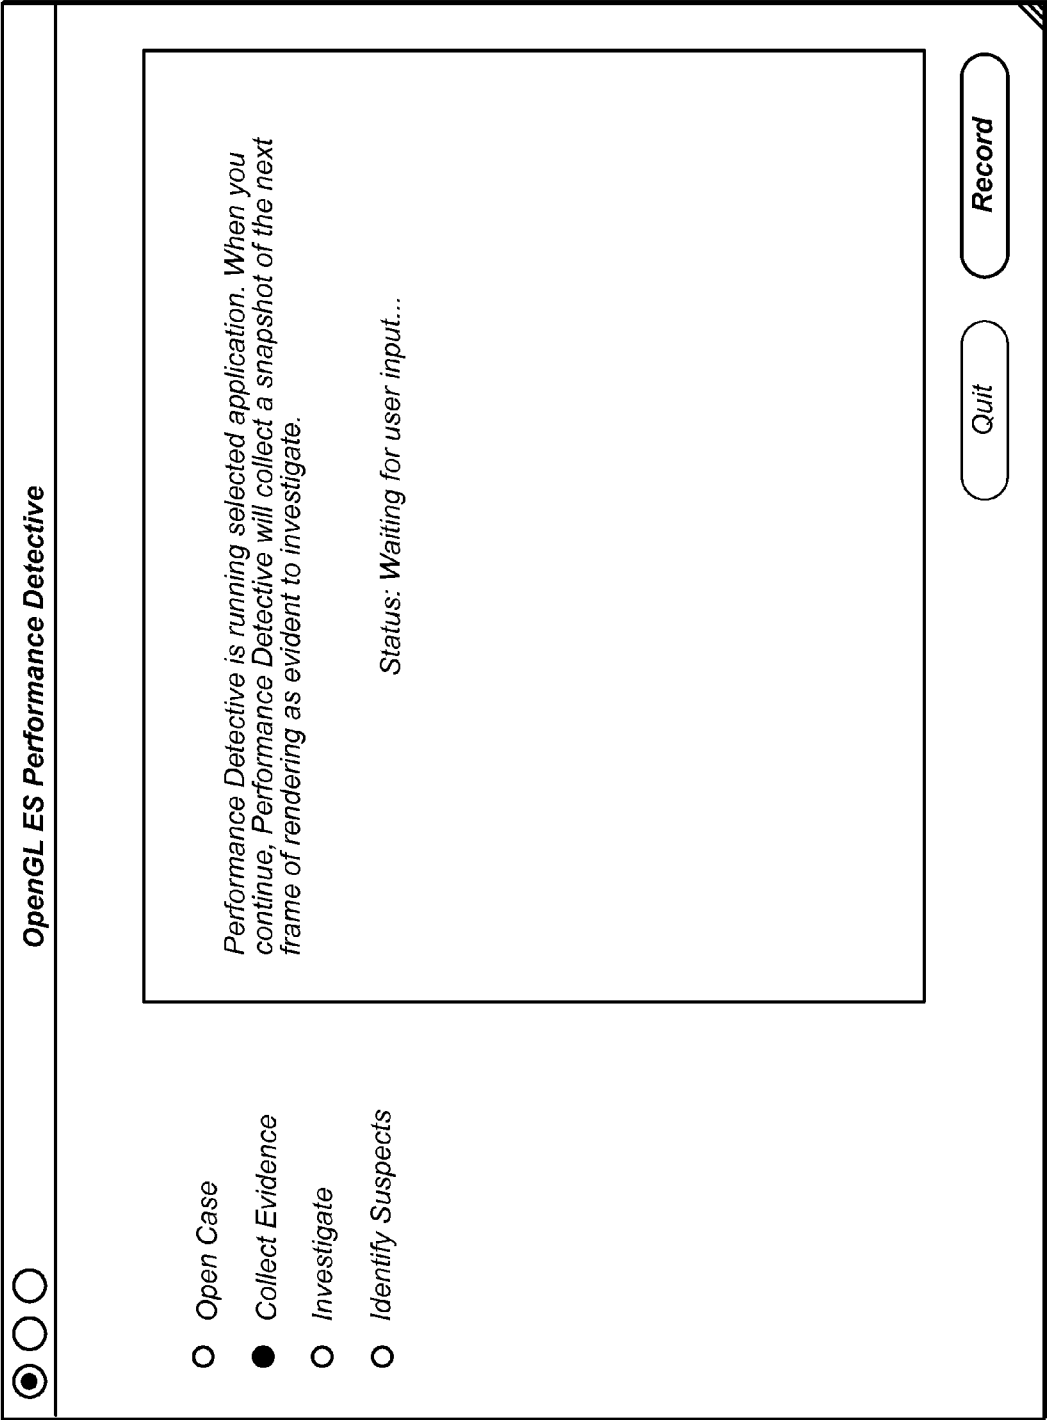 OpenGL ES Performance Detective
Open Case
Collect Evidence
Investigate
Identify Suspects
Performance Detective is running selected application. When you
continue, Performance Detective will collect a snapshot of the next
frame of rendering as evident to investigate.
Status: Waiting for user input...
Quit
Record